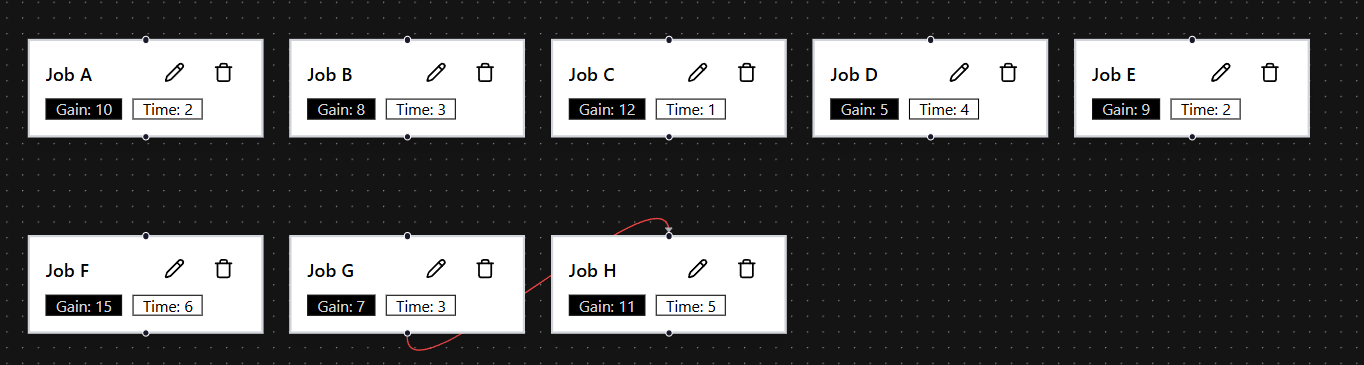 Job A
Gain: 10 Time: 2
Job B
Gain: 8 Time: 3
Job C
Gain: 12 Time: 1
Job D
Gain: 5 Time: 4
Job E
Gain: 9 Time: 2
Job F
Gain: 15 Time: 6
Job G
Gain: 7 Time: 3
Job H
Gain: 11 Time: 5